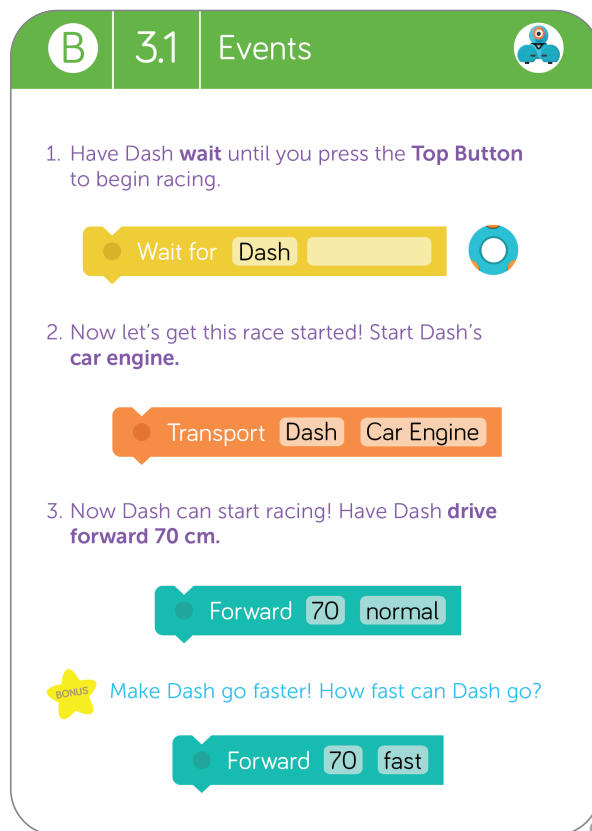 B 3.1 Events
1. Have Dash wait until you press the Top Button
to begin racing.
Wait for Dash
2. Now let’s get this race started! Start Dash’s
car engine.
Transport Dash Car Engine
3. Now Dash can start racing! Have Dash drive
forward 70 cm.
Forward 70 normal
BONUS Make Dash go faster! How fast can Dash go?
Forward 70 fast